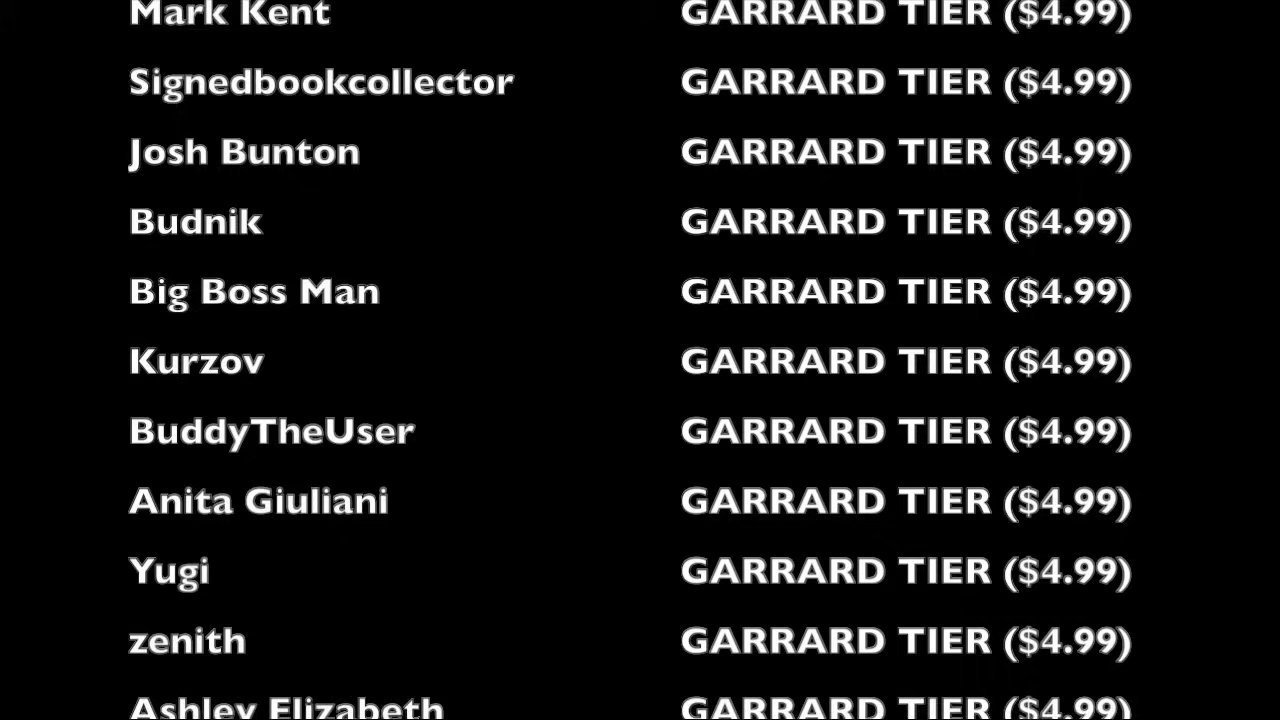 Mark Kent GARRARD TIER ($4.99)
Signedbookcollector GARRARD TIER ($4.99)
Josh Bunton GARRARD TIER ($4.99)
Budnik GARRARD TIER ($4.99)
Big Boss Man GARRARD TIER ($4.99)
Kurzov GARRARD TIER ($4.99)
BuddyTheUser GARRARD TIER ($4.99)
Anita Giuliani GARRARD TIER ($4.99)
Yugi GARRARD TIER ($4.99)
zenith GARRARD TIER ($4.99)
Ashley Elizabeth GARRARD TIER ($4.99)